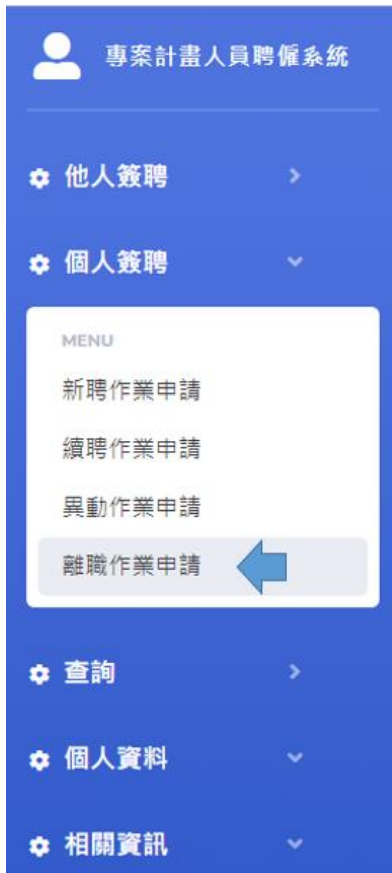 專案計畫人員聘僱系統
他人簽聘
個人簽聘
MENU
新聘作業申請
續聘作業申請
異動作業申請
離職作業申請
查詢
個人資料
相關資訊